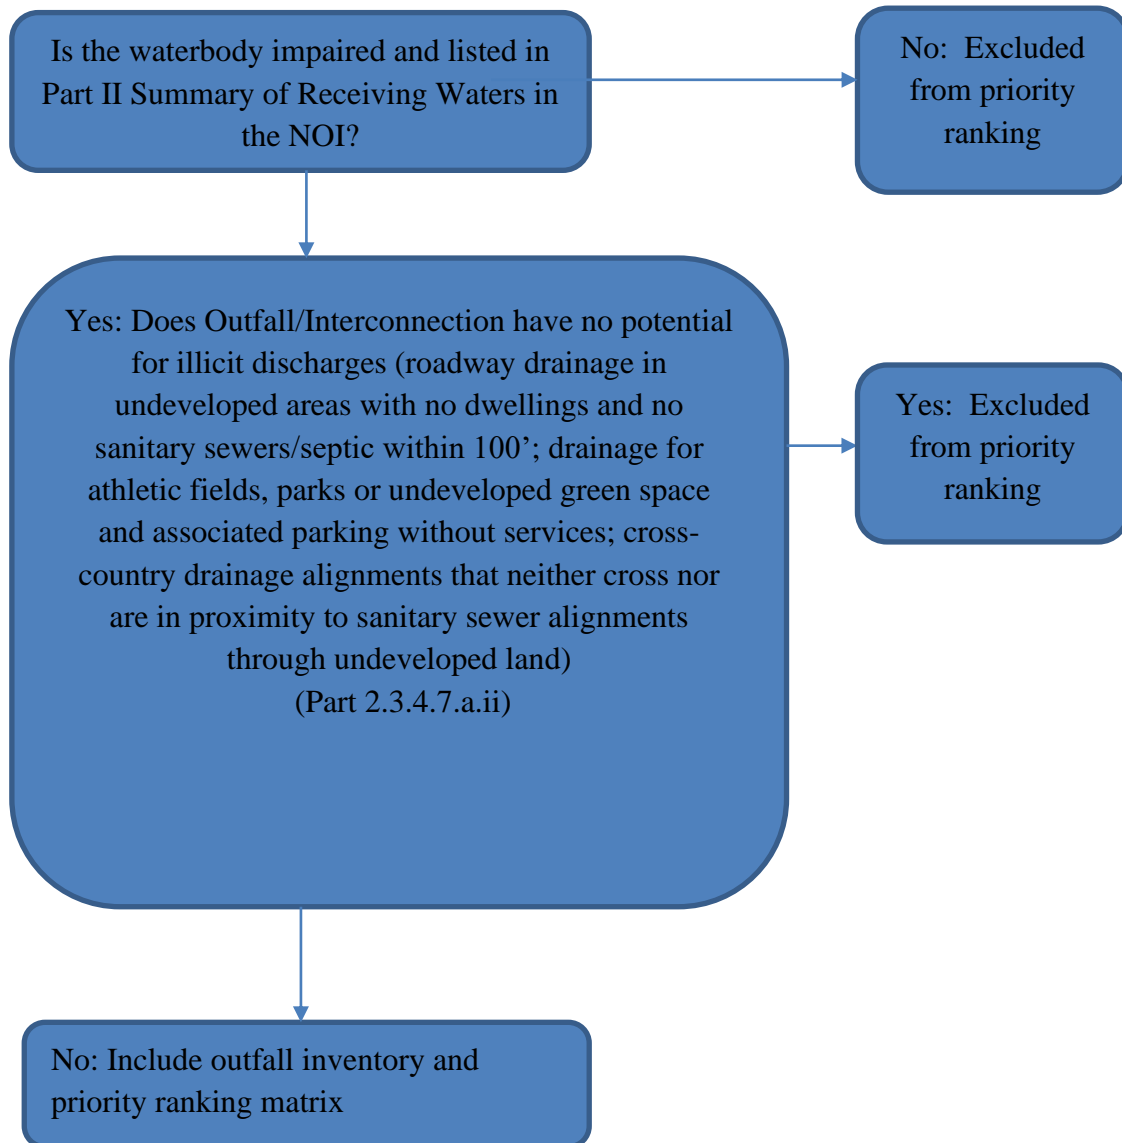 Is the waterbody impaired and listed in
Part II Summary of Receiving Waters in
the NOI?
No:  Excluded
from priority
ranking
Yes: Does Outfall/Interconnection have no potential
for illicit discharges (roadway drainage in
undeveloped areas with no dwellings and no
sanitary sewers/septic within 100’; drainage for
athletic fields, parks or undeveloped green space
and associated parking without services; cross-
country drainage alignments that neither cross nor
are in proximity to sanitary sewer alignments
through undeveloped land)
(Part 2.3.4.7.a.ii)
Yes:  Excluded
from priority
ranking
No: Include outfall inventory and
priority ranking matrix